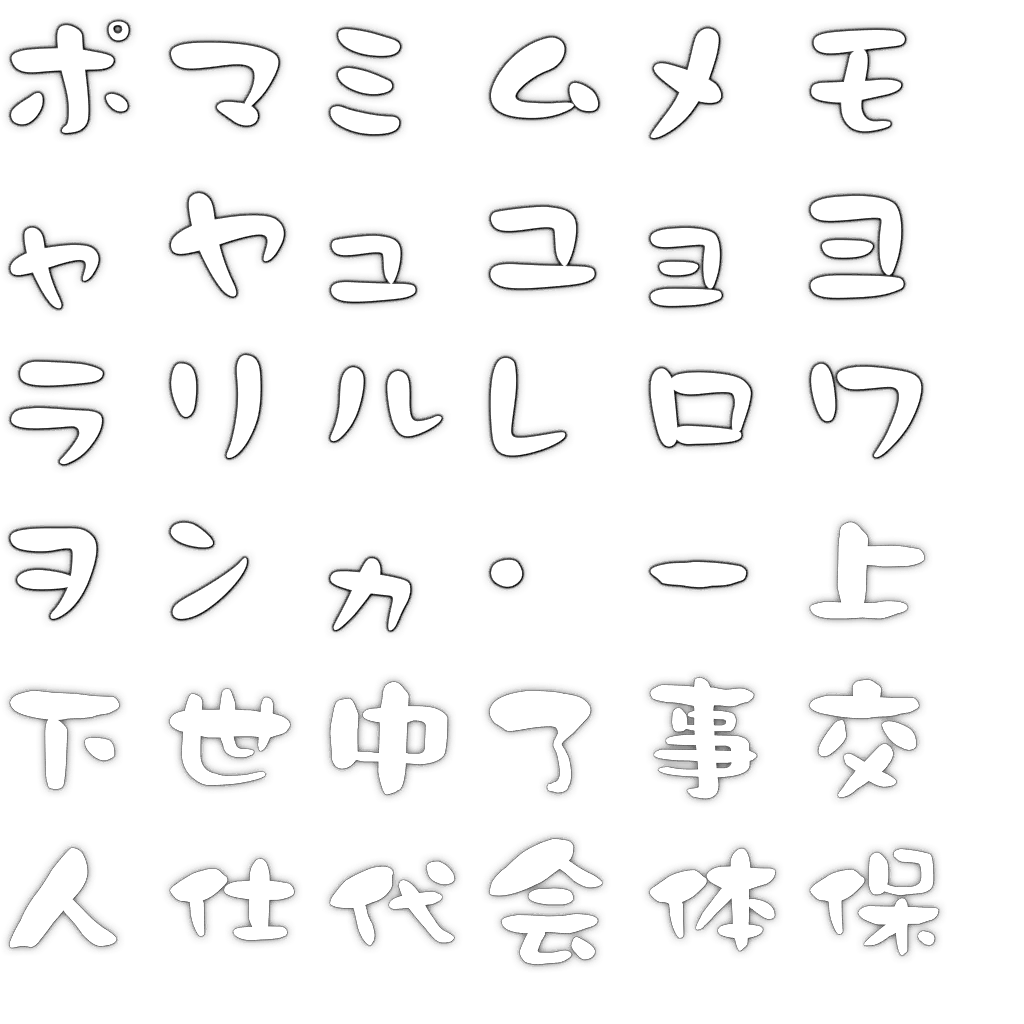 ポマミムメモ
ャヤュユョヨ
ラリルレロワ
ヲンヵ・ー上
下世中了事交
人仕代会体保